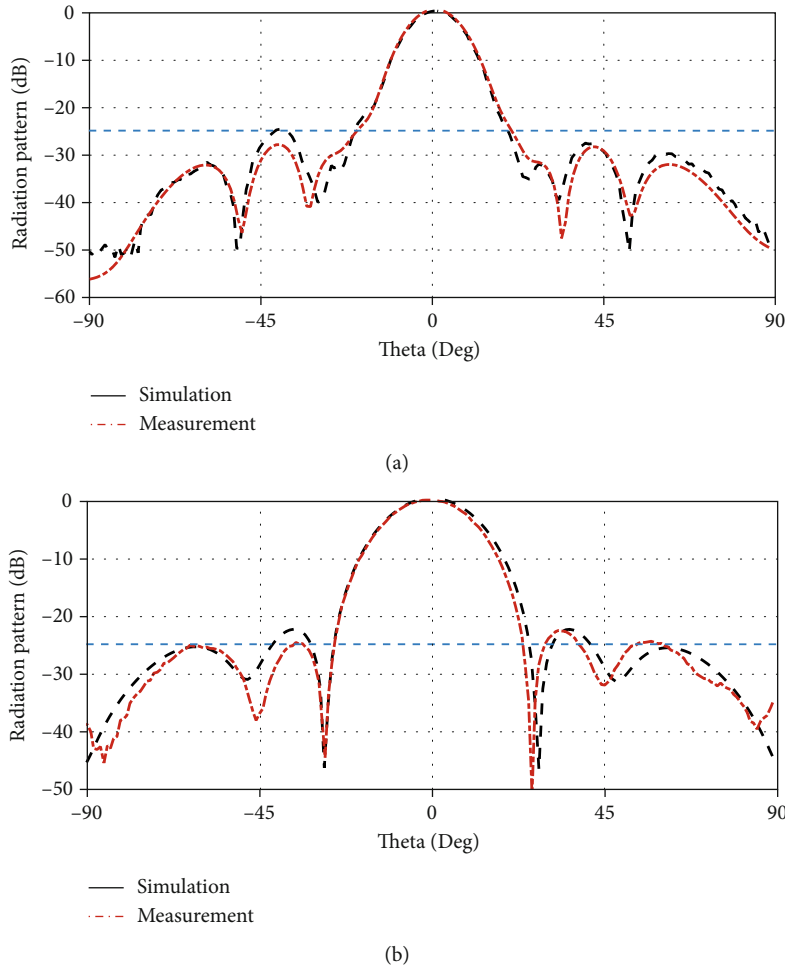 Radiation pattern (dB)
0
−10
−20
−30
−40
−50
−60
−90
−45
0
45
90
Theta (Deg)
Simulation
Measurement
(a)
Radiation pattern (dB)
0
−10
−20
−30
−40
−50
−90
−45
0
45
90
Theta (Deg)
Simulation
Measurement
(b)